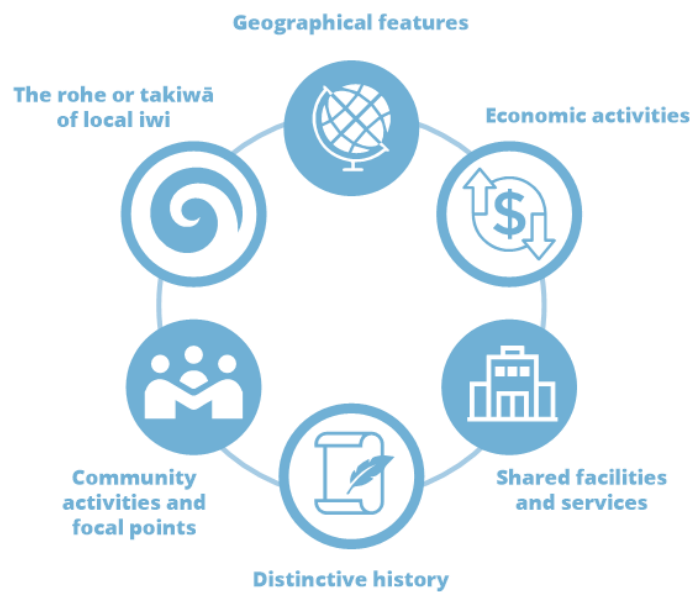 Geographical features
The rohe or takiwā
of local iwi
Economic activities
$
Community
activities and
focal points
Shared facilities
and services
Distinctive history